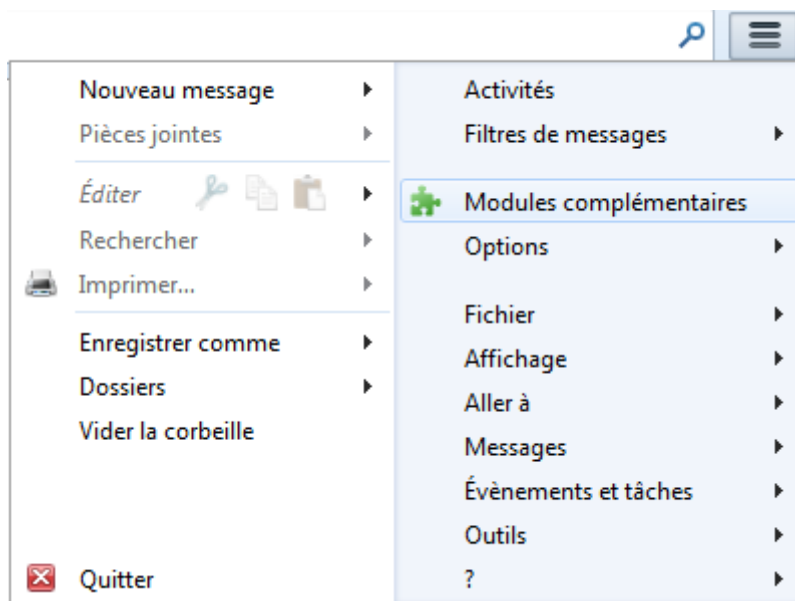 Nouveau message
Pièces jointes
Éditer
Rechercher
Imprimer...
Enregistrer comme
Dossiers
Vider la corbeille
Quitter
Activités
Filtres de messages
Modules complémentaires
Options
Fichier
Affichage
Aller à
Messages
Évènements et tâches
Outils
?